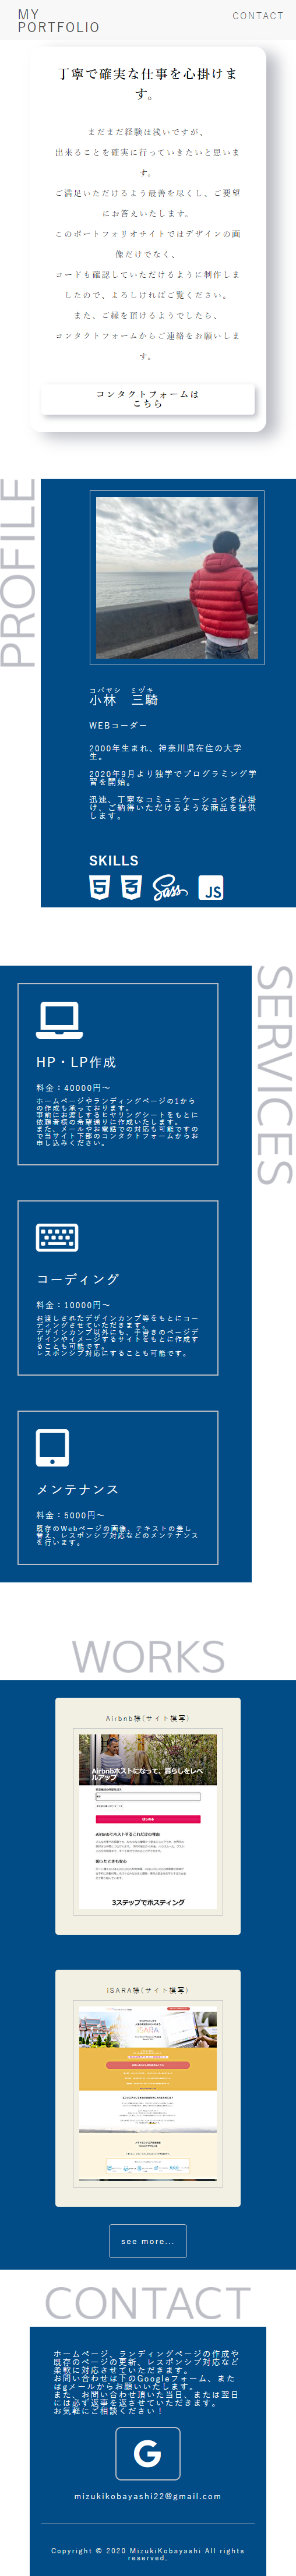 MY
PORTFOLIO
CONTACT
丁寧で確実な仕事を心掛けま
す。
まだまだ経験は浅いですが、
出来ることを確実に行っていきたいと思いま
す。
ご満足いただけるよう最善を尽くし、ご要望
にお答えいたします。
このポートフォリオサイトではデザインの画
像だけでなく、
コードも確認していただけるように制作しま
したので、よろしければご覧ください。
また、ご縁を頂けるようでしたら、
コンタクトフォームからご連絡をお願いしま
す。
コンタクトフォームは
こちら
PROFILE
コバヤシ ミヅキ
小林 三騎
WEBコーダー
2000年生まれ、神奈川県在住の大学
生。
2020年9月より独学でプログラミング学
習を開始。
迅速、丁寧なコミュニケーションを心掛
け、ご納得いただけるような商品を提供
します。
SKILLS
5
3
Sass
JS
SERVICES
HP・LP作成
料金：40000円〜
ホームページやランディングページの1から
の作成も承っております。
事前にお渡しするヒヤリングシートをもとに
依頼者様の希望通りに作成いたします。
また、メールやお電話での対応も可能ですの
で当サイト下部のコンタクトフォームからお
申し込みください。
コーディング
料金：10000円〜
お渡しされたデザインカンプ等をもとにコー
ディングさせていただきます。
デザインカンプ以外にも、手書きのページデ
ザインやイメージするサイトをもとに作成す
ることも可能です。
レスポンシブ対応にすることも可能です。
メンテナンス
料金：5000円〜
既存のWebページの画像、テキストの差し
替え、レスポンシブ対応などのメンテナンス
を行います。
WORKS
Airbnb様(サイト模写)
Airbnbホストになって、暮らしをレベ
ルアップ
3ステップでホスティング
iSARA様(サイト模写)
iSARA
see more...
CONTACT
ホームページ、ランディングページの作成や
既存のページの更新、レスポンシブ対応など
柔軟に対応させていただきます。
お問い合わせは下のGoogleフォーム、また
はgメールからお願いいたします。
また、お問い合わせ頂いた当日、または翌日
には必ず返事を返させていただきます。
お気軽にご相談ください！
G
mizukikobayashi22@gmail.com
Copyright © 2020 MizukiKobayashi All rights
reserved.